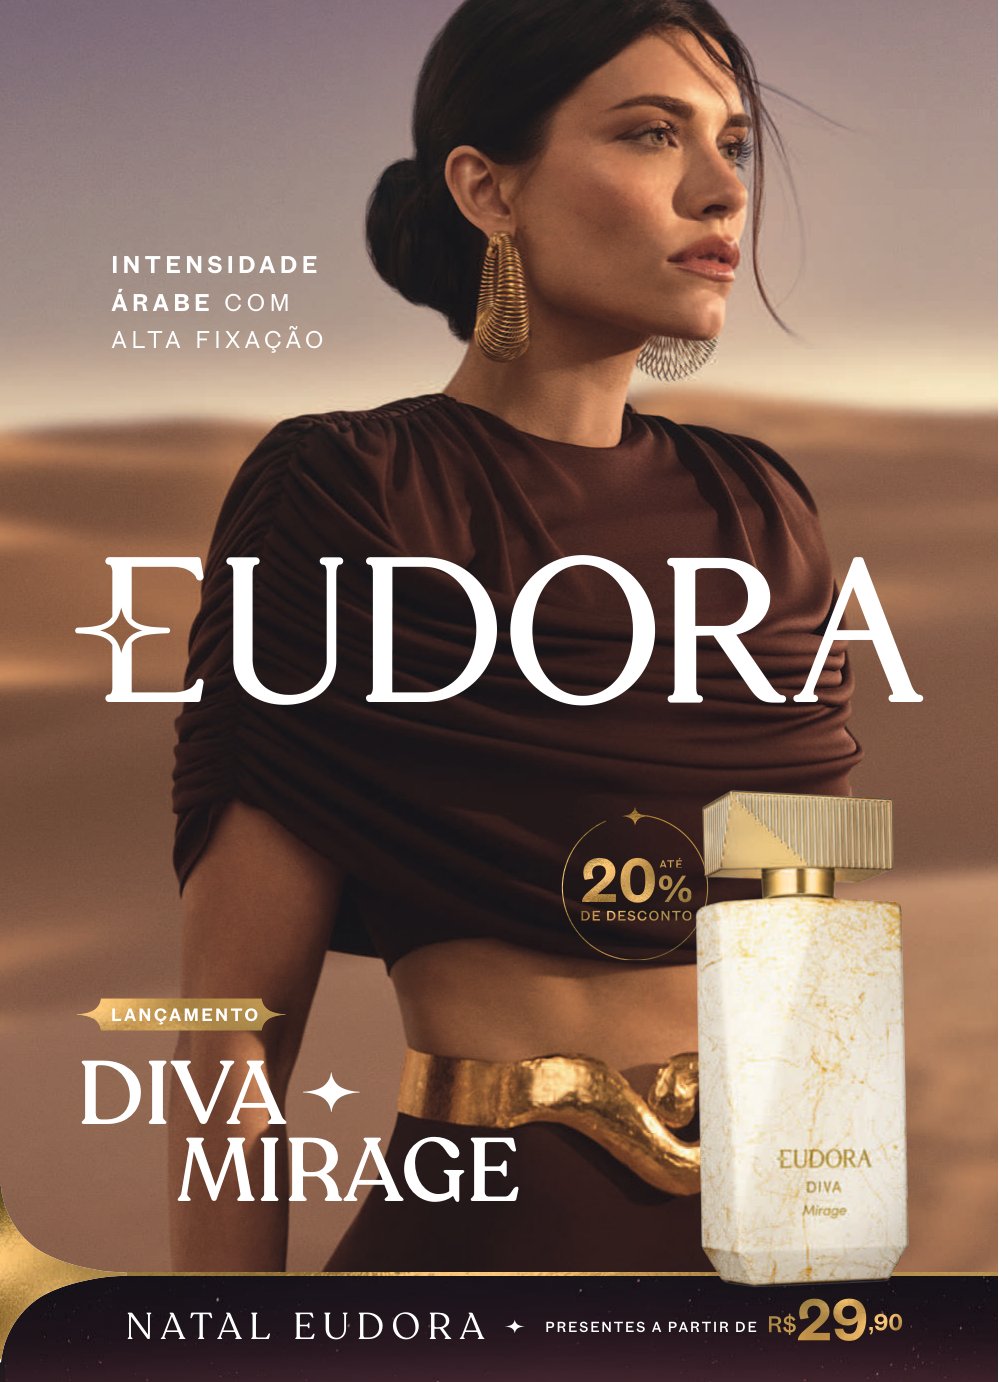 INTENSIDADE
ÁRABE COM
ALTA FIXAÇÃO
EUDORA
ATÉ
20%
DE DESCONTO
LANÇAMENTO
DIVA
MIRAGE
EUDORA
DIVA
Mirage
NATAL EUDORA PRESENTES A PARTIR DE R$29,90